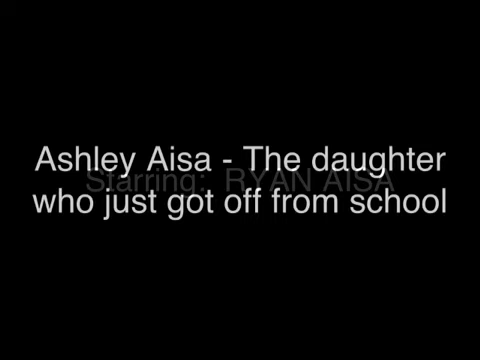 Ashley Aisa - The daughter
Starring: RYAN AISA
who just got off from school